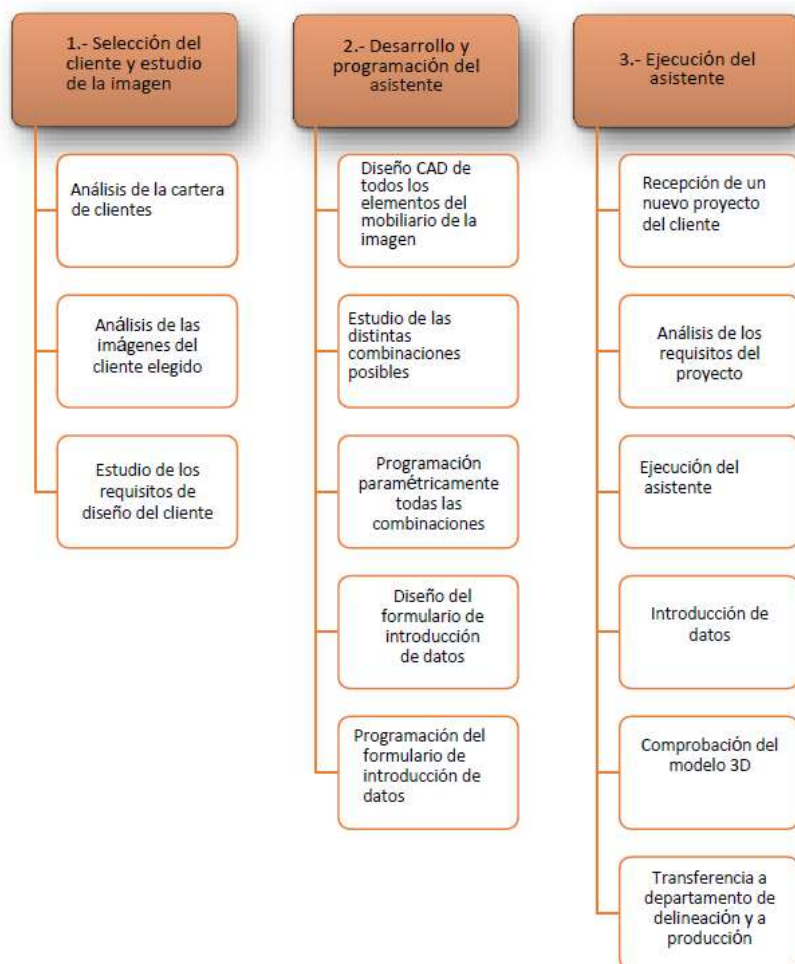 1.- Selección del
cliente y estudio
de la imagen
Análisis de la cartera
de clientes
Análisis de las
imágenes del
cliente elegido
Estudio de los
requisitos de
diseño del cliente
2.- Desarrollo y
programación del
asistente
Diseño CAD de
todos los
elementos del
mobiliario de la
imagen
Estudio de las
distintas
combinaciones
posibles
Programación
paramétricamente
todas las
combinaciones
Diseño del
formulario de
introducción
de datos
Programación del
formulario de
introducción de
datos
3.- Ejecución del
asistente
Recepción de un
nuevo proyecto
del cliente
Análisis de los
requisitos del
proyecto
Ejecución del
asistente
Introducción de
datos
Comprobación del
modelo 3D
Transferencia a
departamento de
delineación y a
producción